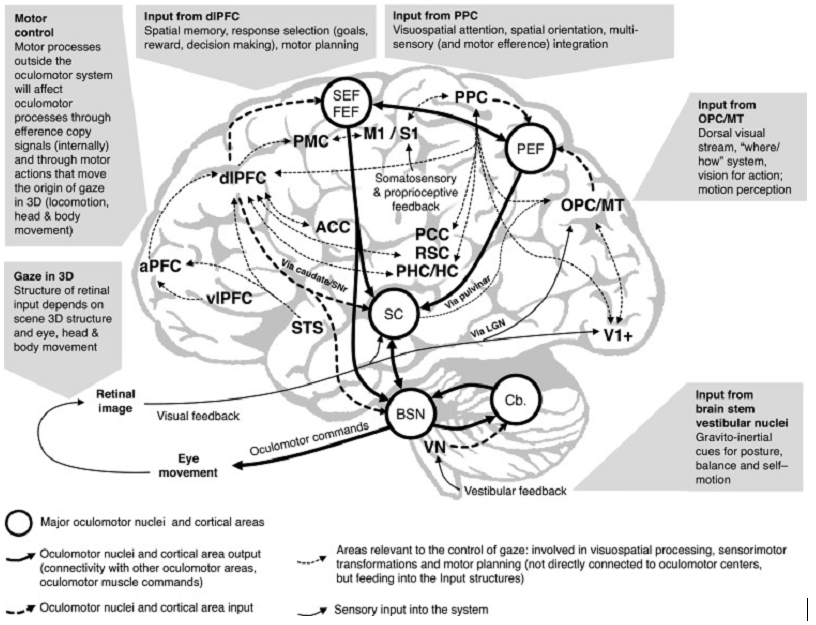 Motor
control
Motor processes
outside the
oculomotor system
will affect
oculomotor
processes through
efference copy
signals (internally)
and through motor
actions that move
the origin of gaze
in 3D (locomotion,
head & body
movement)
Input from dlPFC
Spatial memory, response selection (goals,
reward, decision making), motor planning
Input from PPC
Visuospatial attention, spatial orientation, multi-
sensory (and motor efference) integration
Input from
OPC/MT
Dorsal visual
stream, "where/
how" system,
vision for action;
motion perception
Gaze in 3D
Structure of retinal
input depends on
scene 3D structure
and eye, head &
body movement
SEF
FEF
PPC
PMC
M1 / S1
PEF
dlPFC
Somatosensory
& proprioceptive
feedback
OPC/MT
ACC
PCC
RSC
PHC/HC
aPFC
vlPFC
Via caudate/SNr
Via pulvinar
SC
STS
Via LGN
V1+
Retinal
image
Visual feedback
BSN
Cb.
Oculomotor commands
VN
Eye
movement
Vestibular feedback
Input from
brain stem
vestibular nuclei
Gravito-inertial
cues for posture,
balance and self–
motion
Major oculomotor nuclei and cortical areas
Oculomotor nuclei and cortical area output
(connectivity with other oculomotor areas,
oculomotor muscle commands)
Oculomotor nuclei and cortical area input
Areas relevant to the control of gaze: involved in visuospatial processing, sensorimotor
transformations and motor planning (not directly connected to oculomotor centers,
but feeding into the Input structures)
Sensory input into the system